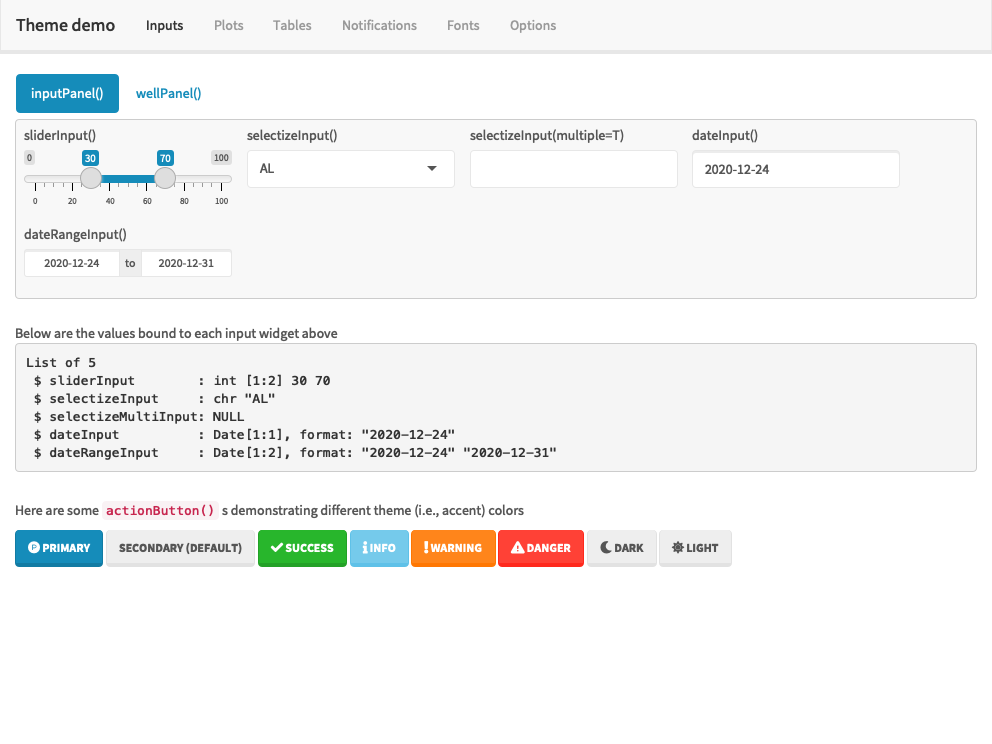 Theme demo Inputs Plots Tables Notifications Fonts Options
inputPanel() wellPanel()
sliderInput() selectizeInput() selectizeInput(multiple=T) dateInput()
0 30 70 100
AL 2020-12-24
0 20 40 60 80 100
dateRangeInput()
2020-12-24 to 2020-12-31
Below are the values bound to each input widget above
List of 5
$ sliderInput : int [1:2] 30 70
$ selectizeInput : chr "AL"
$ selectizeMultiInput: NULL
$ dateInput : Date[1:1], format: "2020-12-24"
$ dateRangeInput : Date[1:2], format: "2020-12-24" "2020-12-31"
Here are some actionButton() s demonstrating different theme (i.e., accent) colors
PRIMARY SECONDARY (DEFAULT) SUCCESS INFO WARNING DANGER DARK LIGHT